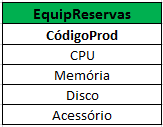 EquipReservas
CódigoProd
CPU
Memória
Disco
Acessório